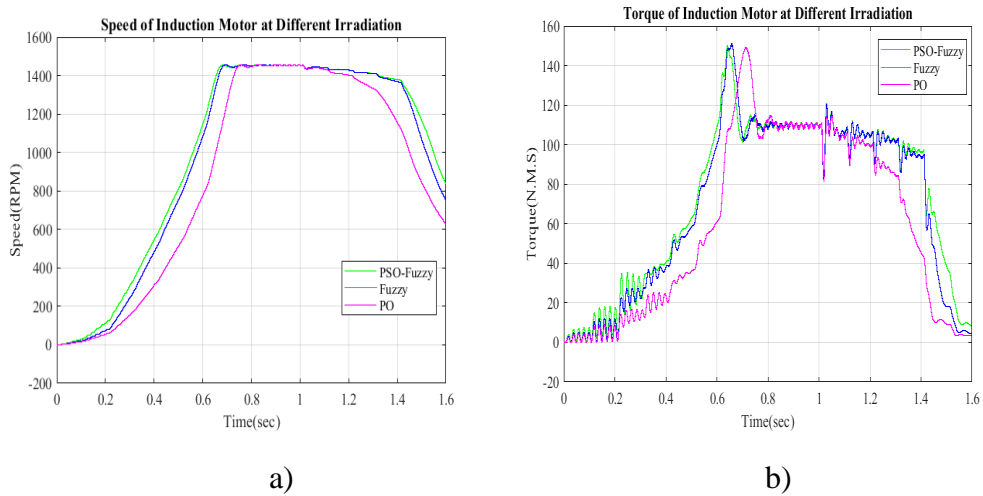 Speed of Induction Motor at Different Irradiation
1600
1400
1200
1000
800
600
400
200
0
-200
Speed(RPM)
PSO-Fuzzy
Fuzzy
PO
0 0.2 0.4 0.6 0.8 1 1.2 1.4 1.6
Time(sec)
a)
Torque of Induction Motor at Different Irradiation
160
140
120
100
80
60
40
20
0
-20
Torque(N.M.S)
PSO-Fuzzy
Fuzzy
PO
0 0.2 0.4 0.6 0.8 1 1.2 1.4 1.6
Time(sec)
b)